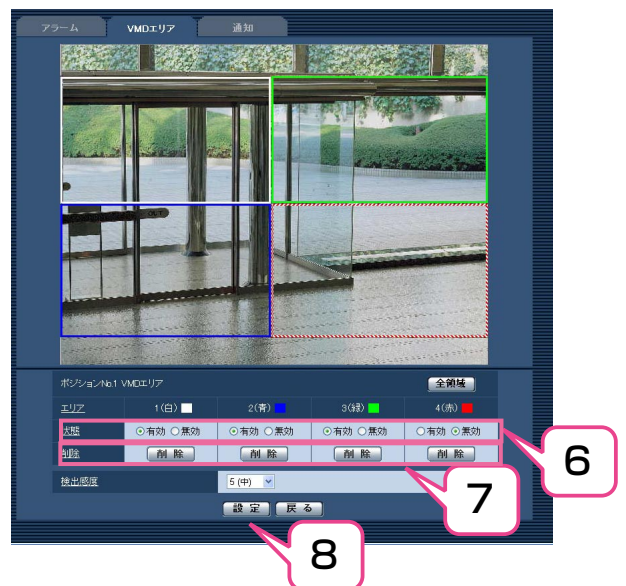 アラーム VMDエリア 通知
OUT
ポジションNo.1 VMDエリア 全領域
エリア 1(白) 2(青) 3(緑) 4(赤)
状態 有効 無効 有効 無効 有効 無効 有効 無効
削除 削 除 削 除 削 除 削 除
検出感度 5 (中)
設 定 戻 る
6
7
8